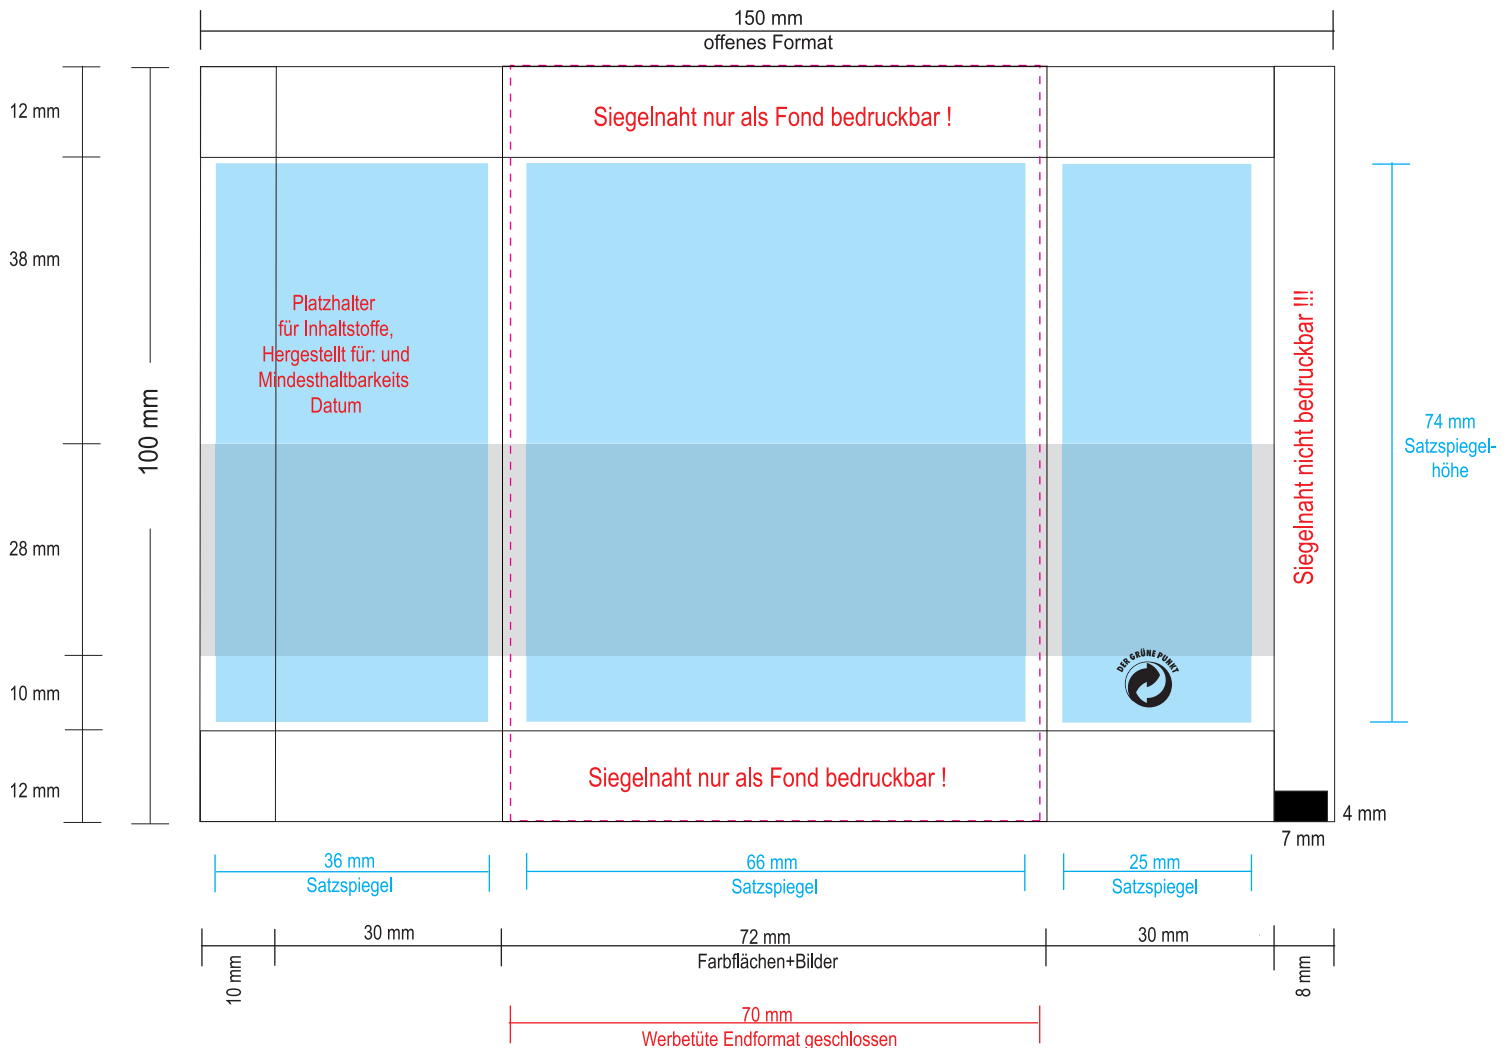 150 mm
offenes Format
12 mm
Siegelnaht nur als Fond bedruckbar !
38 mm
Platzhalter
für Inhaltstoffe,
Hergestellt für: und
Mindesthaltbarkeits
Datum
100 mm
Siegelnaht nicht bedruckbar !!!
74 mm
Satzspiegel-
höhe
28 mm
DER GRÜNE PUNKT
10 mm
12 mm
Siegelnaht nur als Fond bedruckbar !
4 mm
7 mm
36 mm
Satzspiegel
66 mm
Satzspiegel
25 mm
Satzspiegel
10 mm
30 mm
72 mm
Farbflächen+Bilder
30 mm
8 mm
70 mm
Werbetüte Endformat geschlossen